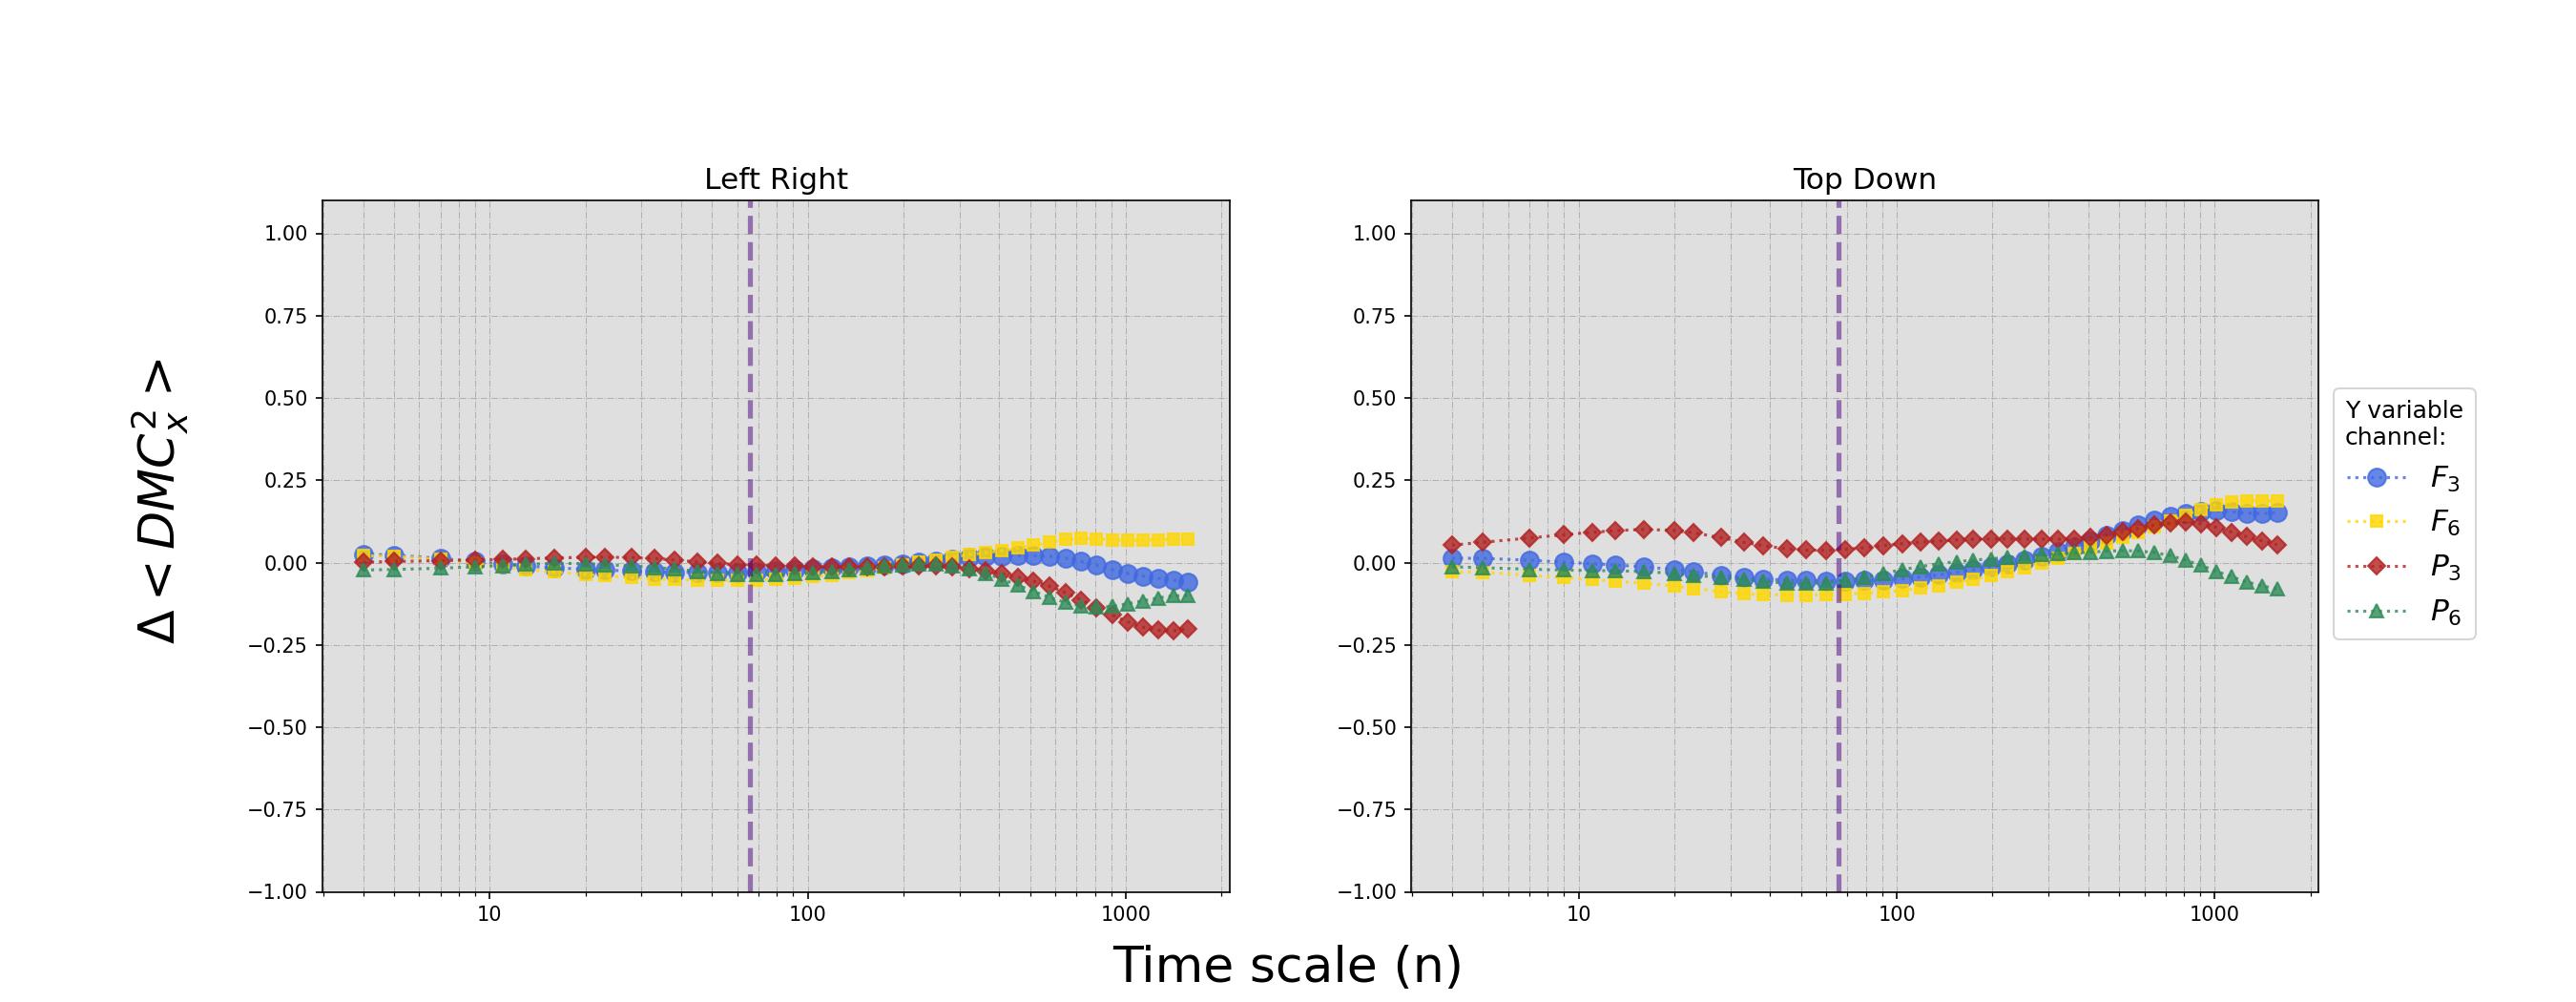 Left Right
Top Down
Δ < DMC²ₓ >
1.00
0.75
0.50
0.25
0.00
−0.25
−0.50
−0.75
−1.00
10 100 1000
1.00
0.75
0.50
0.25
0.00
−0.25
−0.50
−0.75
−1.00
10 100 1000
Time scale (n)
Y variable
channel:
F₃
F₆
P₃
P₆